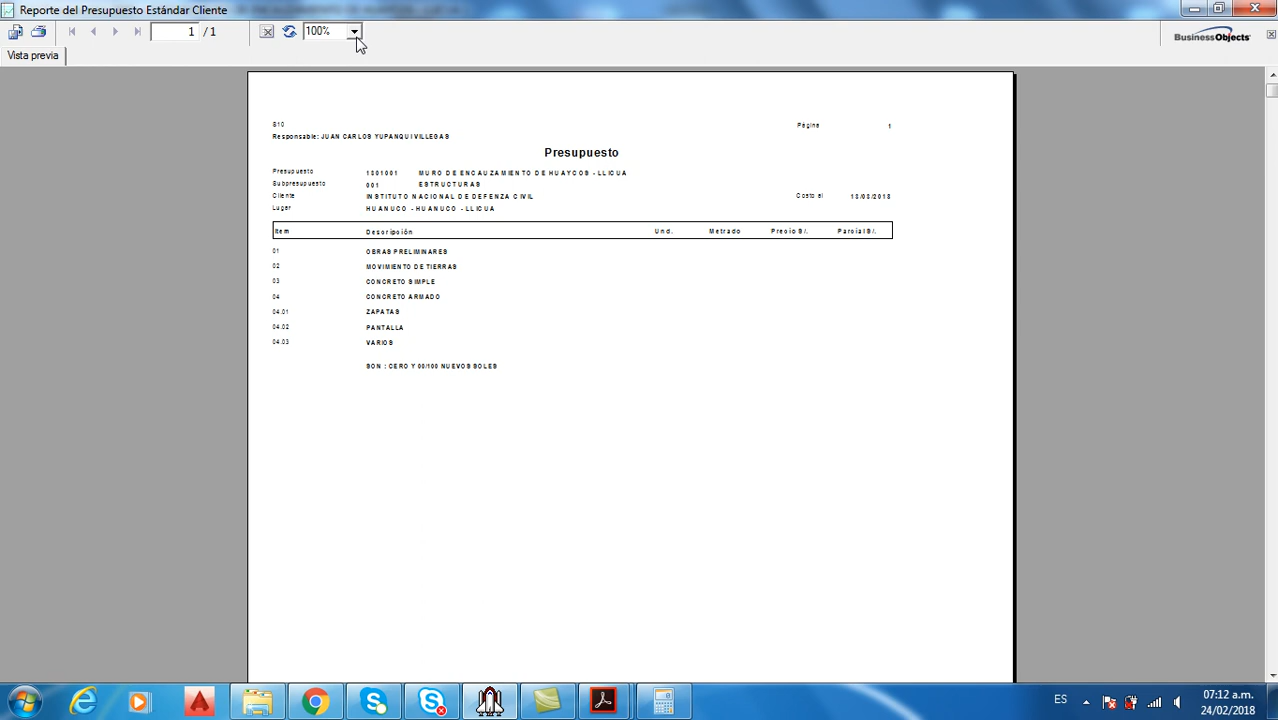 Reporte del Presupuesto Estándar Cliente
1 / 1
100%
BusinessObjects
Vista previa
S10
Página 1
Responsable: JUAN CARLOS YUPANQUI VILLEGAS
Presupuesto
Presupuesto 1301001 MURO DE ENCAUZAMIENTO DE HUAYCOS - LLICUA
Subpresupuesto 001 ESTRUCTURAS
Cliente INSTITUTO NACIONAL DE DEFENZA CIVIL Costo al 13/03/2018
Lugar HUANUCO - HUANUCO - LLICUA
Item Descripción Und. Metrado Precio S/. Parcial S/.
01 OBRAS PRELIMINARES
02 MOVIMIENTO DE TIERRAS
03 CONCRETO SIMPLE
04 CONCRETO ARMADO
04.01 ZAPATAS
04.02 PANTALLA
04.03 VARIOS
SON : CERO Y 00/100 NUEVOS SOLES
ES
07:12 a.m.
24/02/2018